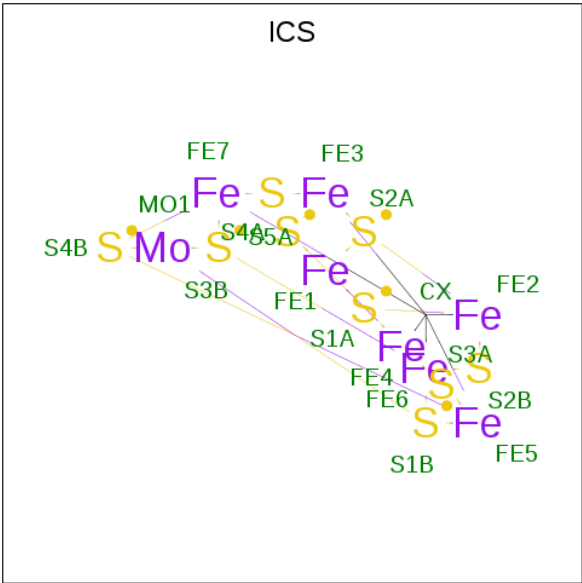 ICS
FE7
FE3
Fe
S
Fe
S2A
MO1
S4A
S5A
S
S
S4B
S
Mo
S
Fe
S3B
FE1
CX
FE2
S
Fe
S1A
Fe
S3A
FE4
Fe
S
FE6
S
S2B
S
Fe
FE5
S1B